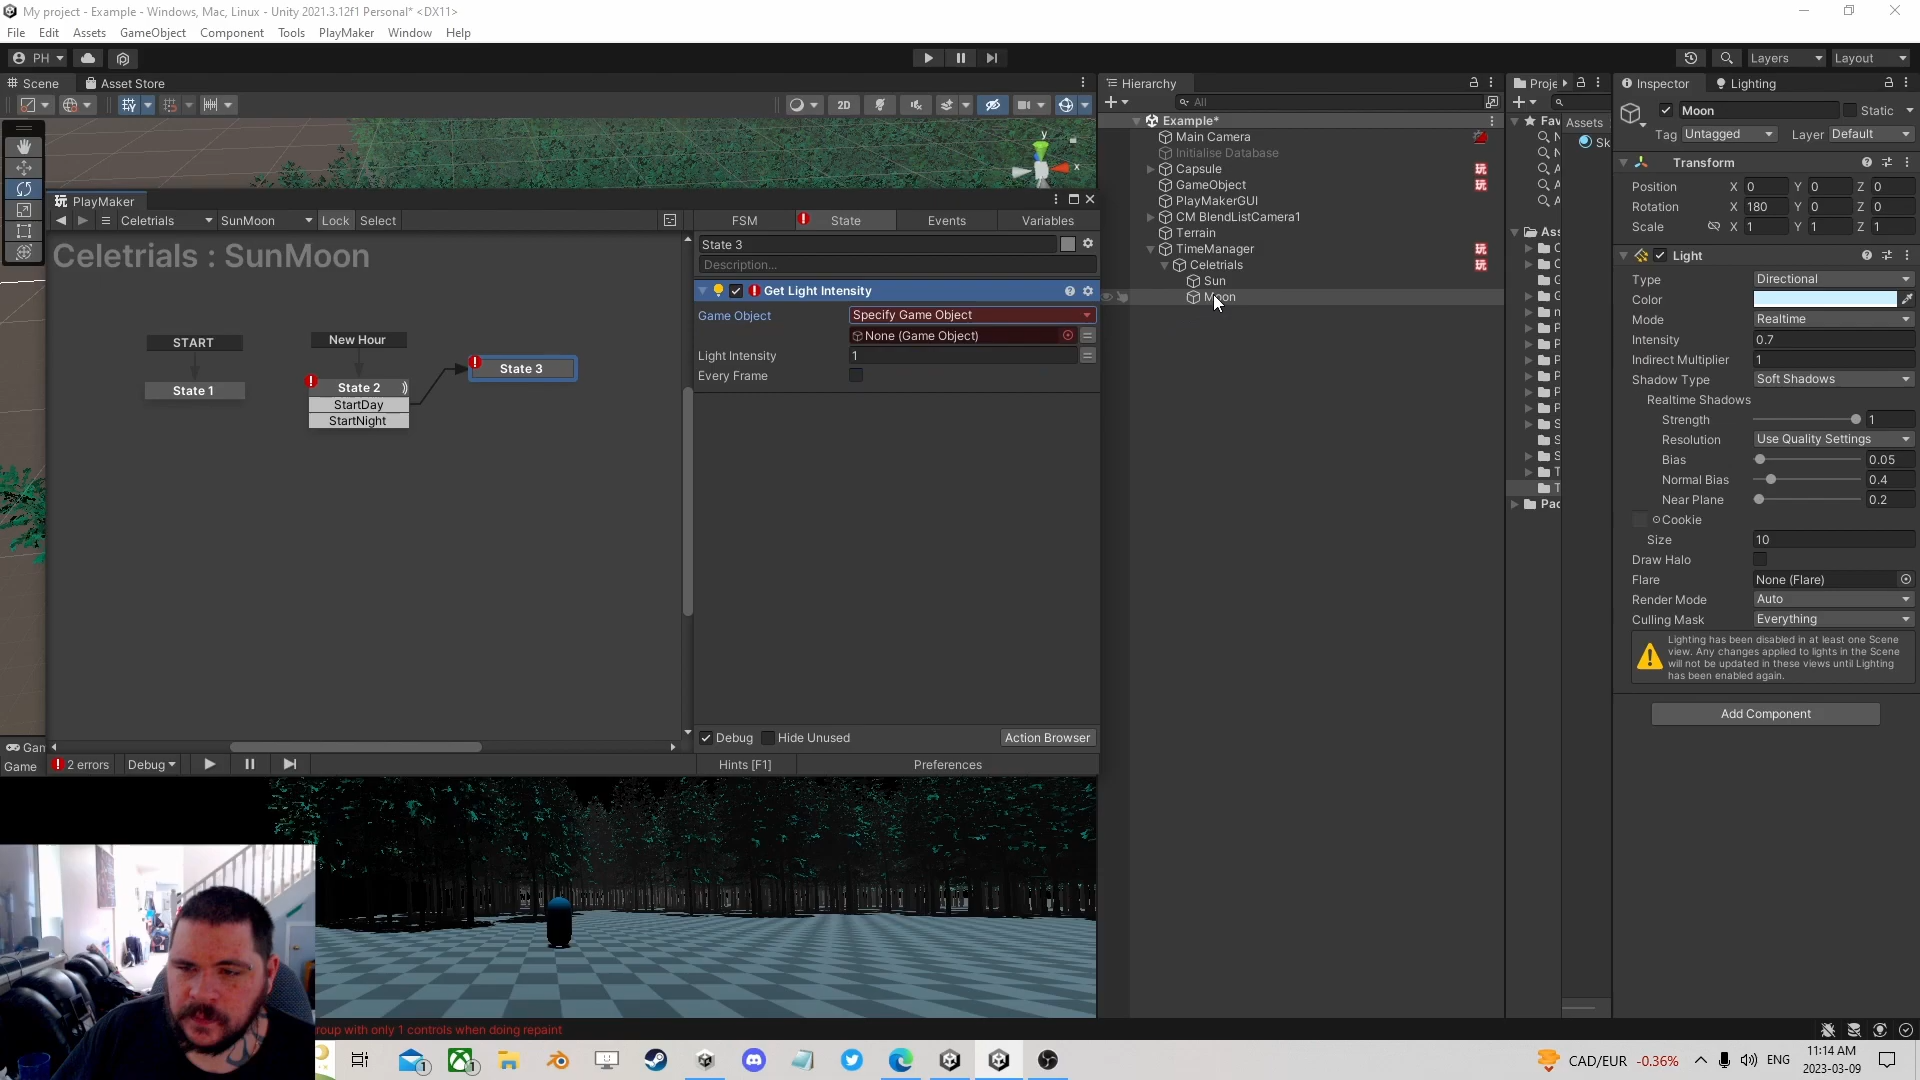 My project - Example - Windows, Mac, Linux - Unity 2021.3.12f1 Personal* <DX11>
File Edit Assets GameObject Component Tools PlayMaker Window Help
PH
Layers Layout
Scene Asset Store
2D
PlayMaker
Celetrials SunMoon Lock Select
Celetrials : SunMoon
START
State 1
New Hour
State 2
StartDay
StartNight
State 3
FSM State Events Variables
State 3
Description...
Get Light Intensity
Game Object Specify Game Object
None (Game Object)
Light Intensity 1
Every Frame
Debug Hide Unused Action Browser
2 errors Debug
Hints [F1] Preferences
Gam
Game
Hierarchy
All
Example*
Main Camera
Initialise Database
Capsule
GameObject
PlayMakerGUI
CM BlendListCamera1
Terrain
TimeManager
Celetrials
Sun
Moon
Proje
Fav
Assets
Sk
Ass
Pac
Inspector Lighting
Moon Static
Tag Untagged Layer Default
Transform
Position X 0 Y 0 Z 0
Rotation X 180 Y 0 Z 0
Scale X 1 Y 1 Z 1
Light
Type Directional
Color
Mode Realtime
Intensity 0.7
Indirect Multiplier 1
Shadow Type Soft Shadows
Realtime Shadows
Strength 1
Resolution Use Quality Settings
Bias 0.05
Normal Bias 0.4
Near Plane 0.2
Cookie
Size 10
Draw Halo
Flare None (Flare)
Render Mode Auto
Culling Mask Everything
Lighting has been disabled in at least one Scene
view. Any changes applied to lights in the Scene
will not be updated in these views until Lighting
has been enabled again.
Add Component
roup with only 1 controls when doing repaint
CAD/EUR -0.36%
ENG
11:14 AM
2023-03-09